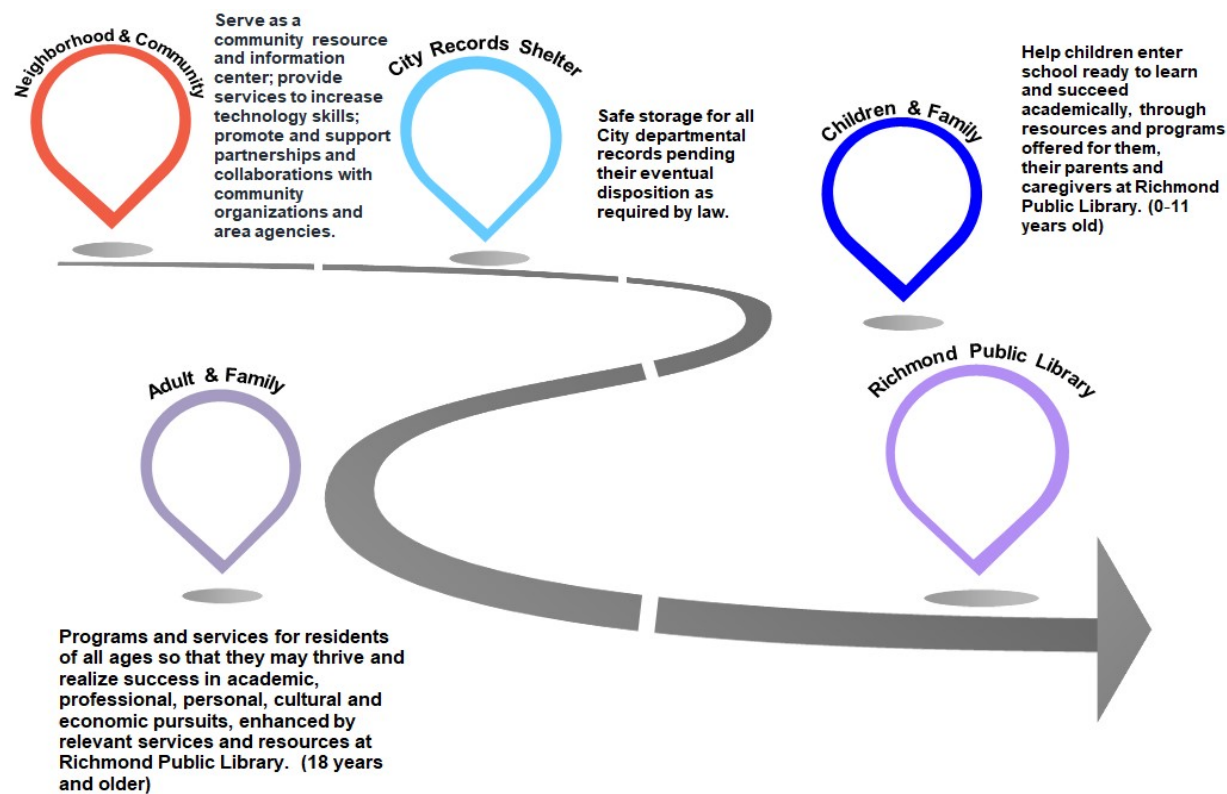 Neighborhood & Community
Serve as a
community resource
and information
center; provide
services to increase
technology skills;
promote and support
partnerships and
collaborations with
community
organizations and
area agencies.
City Records Shelter
Safe storage for all
City departmental
records pending
their eventual
disposition as
required by law.
Children & Family
Help children enter
school ready to learn
and succeed
academically, through
resources and programs
offered for them,
their parents and
caregivers at Richmond
Public Library. (0-11
years old)
Adult & Family
Programs and services for residents
of all ages so that they may thrive and
realize success in academic,
professional, personal, cultural and
economic pursuits, enhanced by
relevant services and resources at
Richmond Public Library. (18 years
and older)
Richmond Public Library